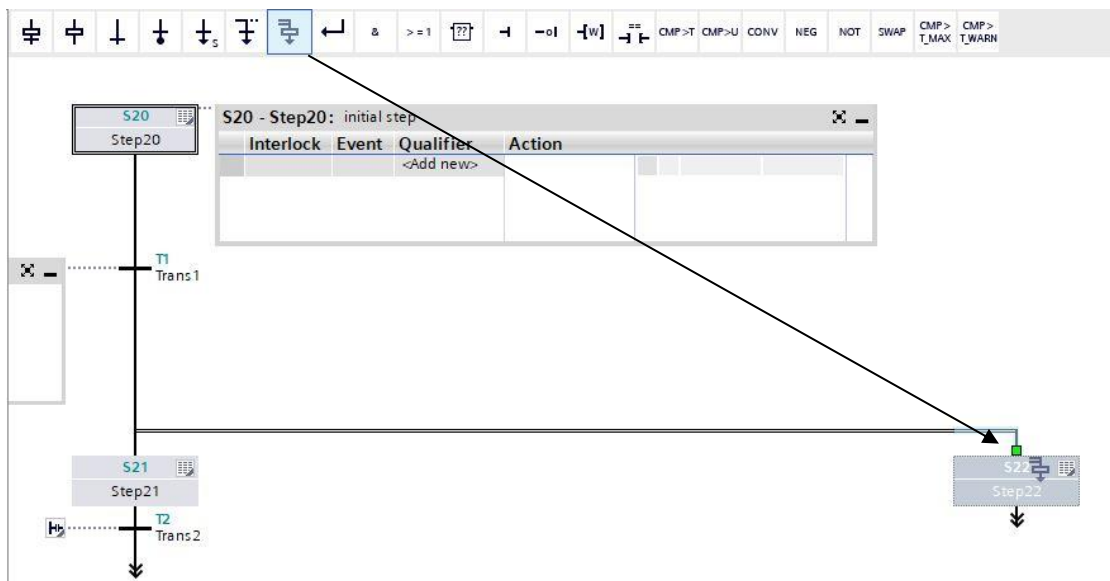 & >=1 ?? [W] == CMP>T CMP>U CONV NEG NOT SWAP CMP> T_MAX CMP> T_WARN
S
S20
Step20
S20 - Step20: initial step
Interlock Event Qualifier Action
<Add new>
T1
Trans1
S21
Step21
S22
Step22
T2
Trans2